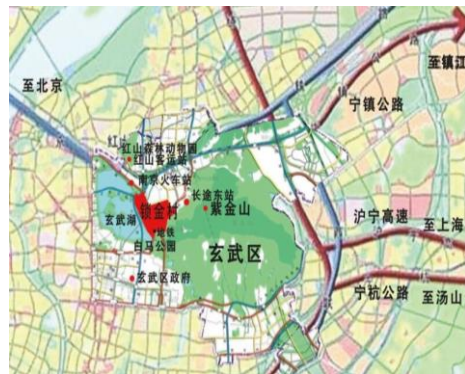 至北京
至镇江
宁镇公路
红山森林动物园
红山客运站
南京火车站
长途东站
锁金村
紫金山
玄武湖
地铁
白马公园
沪宁高速
至上海
玄武区
玄武区政府
宁杭公路
至汤山